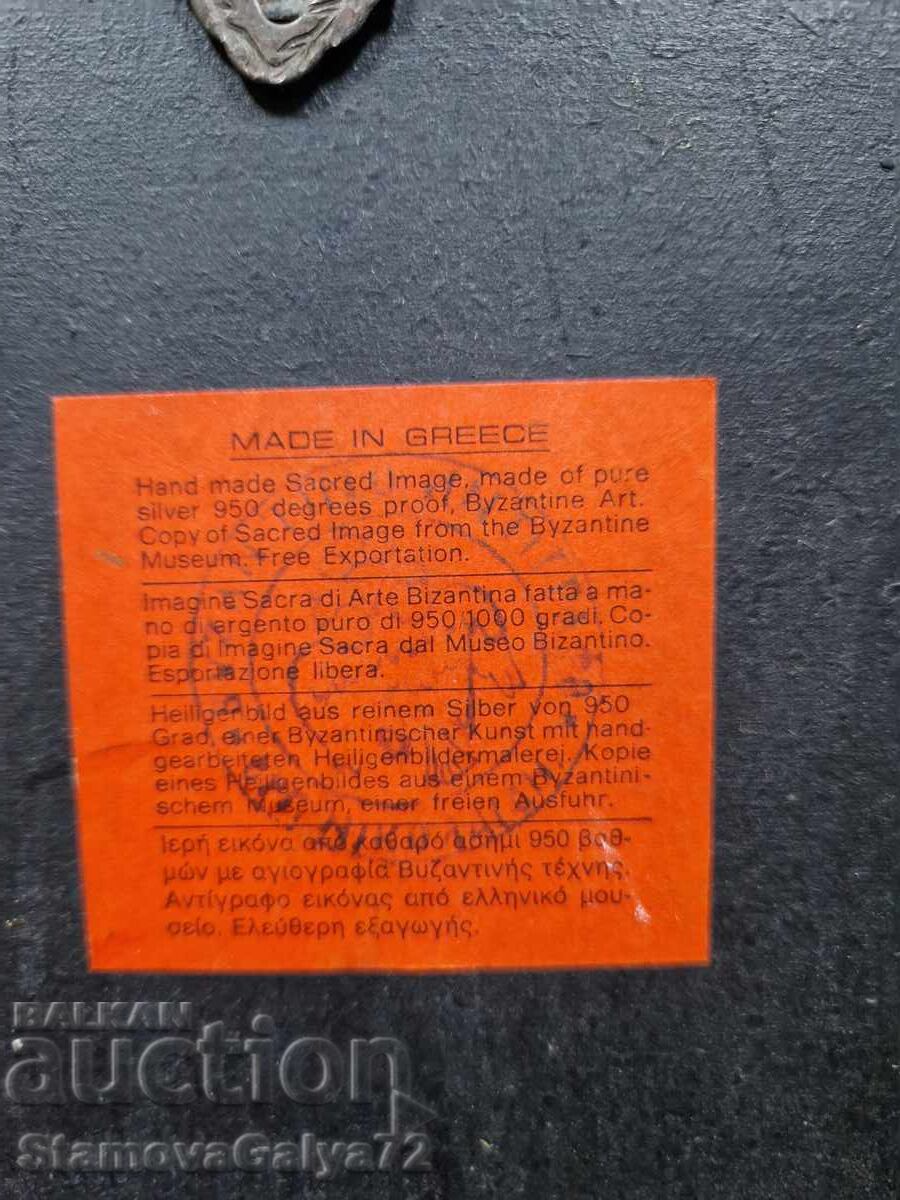 MADE IN GREECE
Hand made Sacred Image, made of pure
silver 950 degrees proof, Byzantine Art.
Copy of Sacred Image from the Byzantine
Museum. Free Exportation.
Imagine Sacra di Arte Bizantina fatta a ma-
no di argento puro di 950/1000 gradi. Co-
pia di Imagine Sacra dal Museo Bizantino.
Esportazione libera.
Heiligenbild aus reinem Silber von 950
Grad, einer Byzantinischer Kunst mit hand-
gearbeiteten Heiligenbildermalerej. Kopie
eines Heiligenbildes aus einem Byzantini-
schem Museum, einer freien Ausfuhr.
Ιερή εικόνα από καθαρό ασήμι 950 βαθ-
μών με αγιογραφία Βυζαντινής τέχνης.
Αντίγραφο εικόνας από ελληνικό μου-
σείο. Ελεύθερη εξαγωγής.
BALKAN
auction
StamovaGalya72